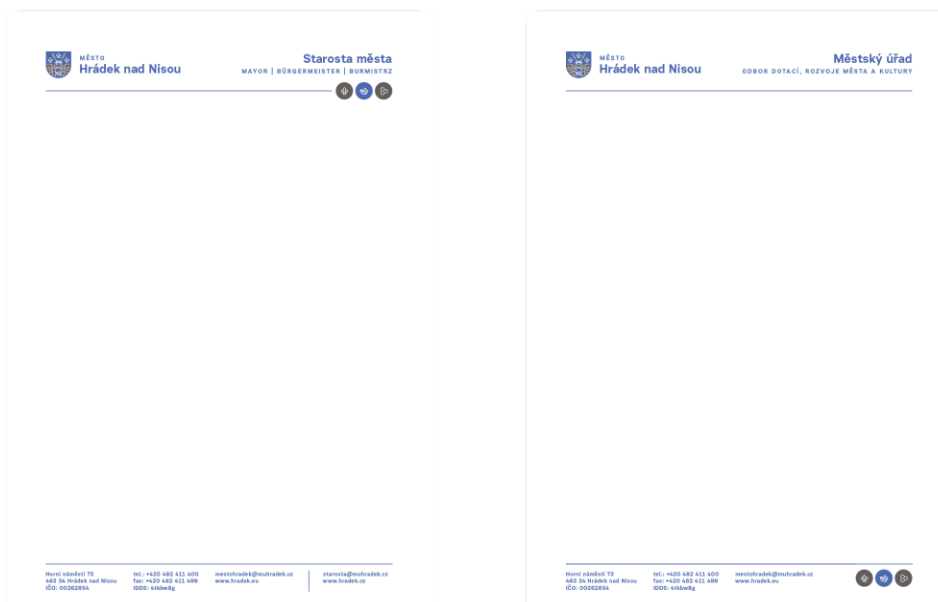 MĚSTO
Hrádek nad Nisou
Starosta města
MAYOR | BÜRGERMEISTER | BURMISTRZ
Horní náměstí 73
463 34 Hrádek nad Nisou
IČO: 00262854
tel.: +420 482 411 400
fax: +420 482 411 499
IDDS: 4tkbw8g
mestohradek@muhradek.cz
www.hradek.eu
starosta@muhradek.cz
www.hradek.cz
MĚSTO
Hrádek nad Nisou
Městský úřad
ODBOR DOTACÍ, ROZVOJE MĚSTA A KULTURY
Horní náměstí 73
463 34 Hrádek nad Nisou
IČO: 00262854
tel.: +420 482 411 400
fax: +420 482 411 499
IDDS: 4tkbw8g
mestohradek@muhradek.cz
www.hradek.eu